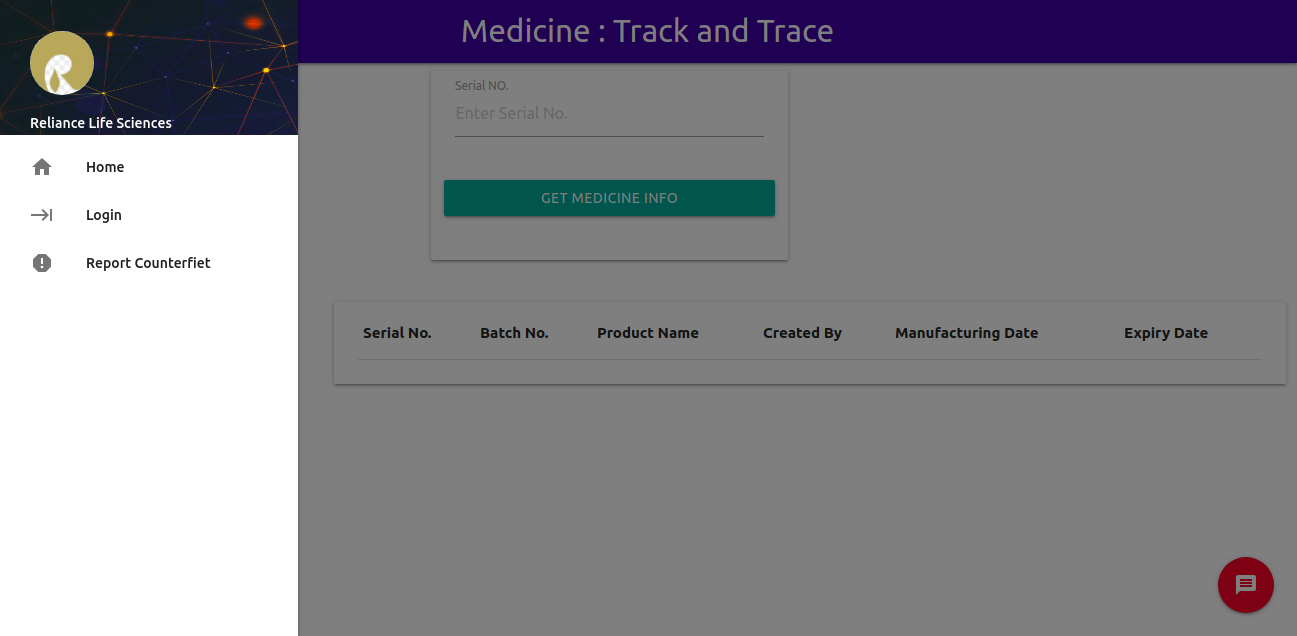 Medicine : Track and Trace
Reliance Life Sciences
Home
Login
Report Counterfiet
Serial NO.
Enter Serial No.
GET MEDICINE INFO
Serial No. Batch No. Product Name Created By Manufacturing Date Expiry Date